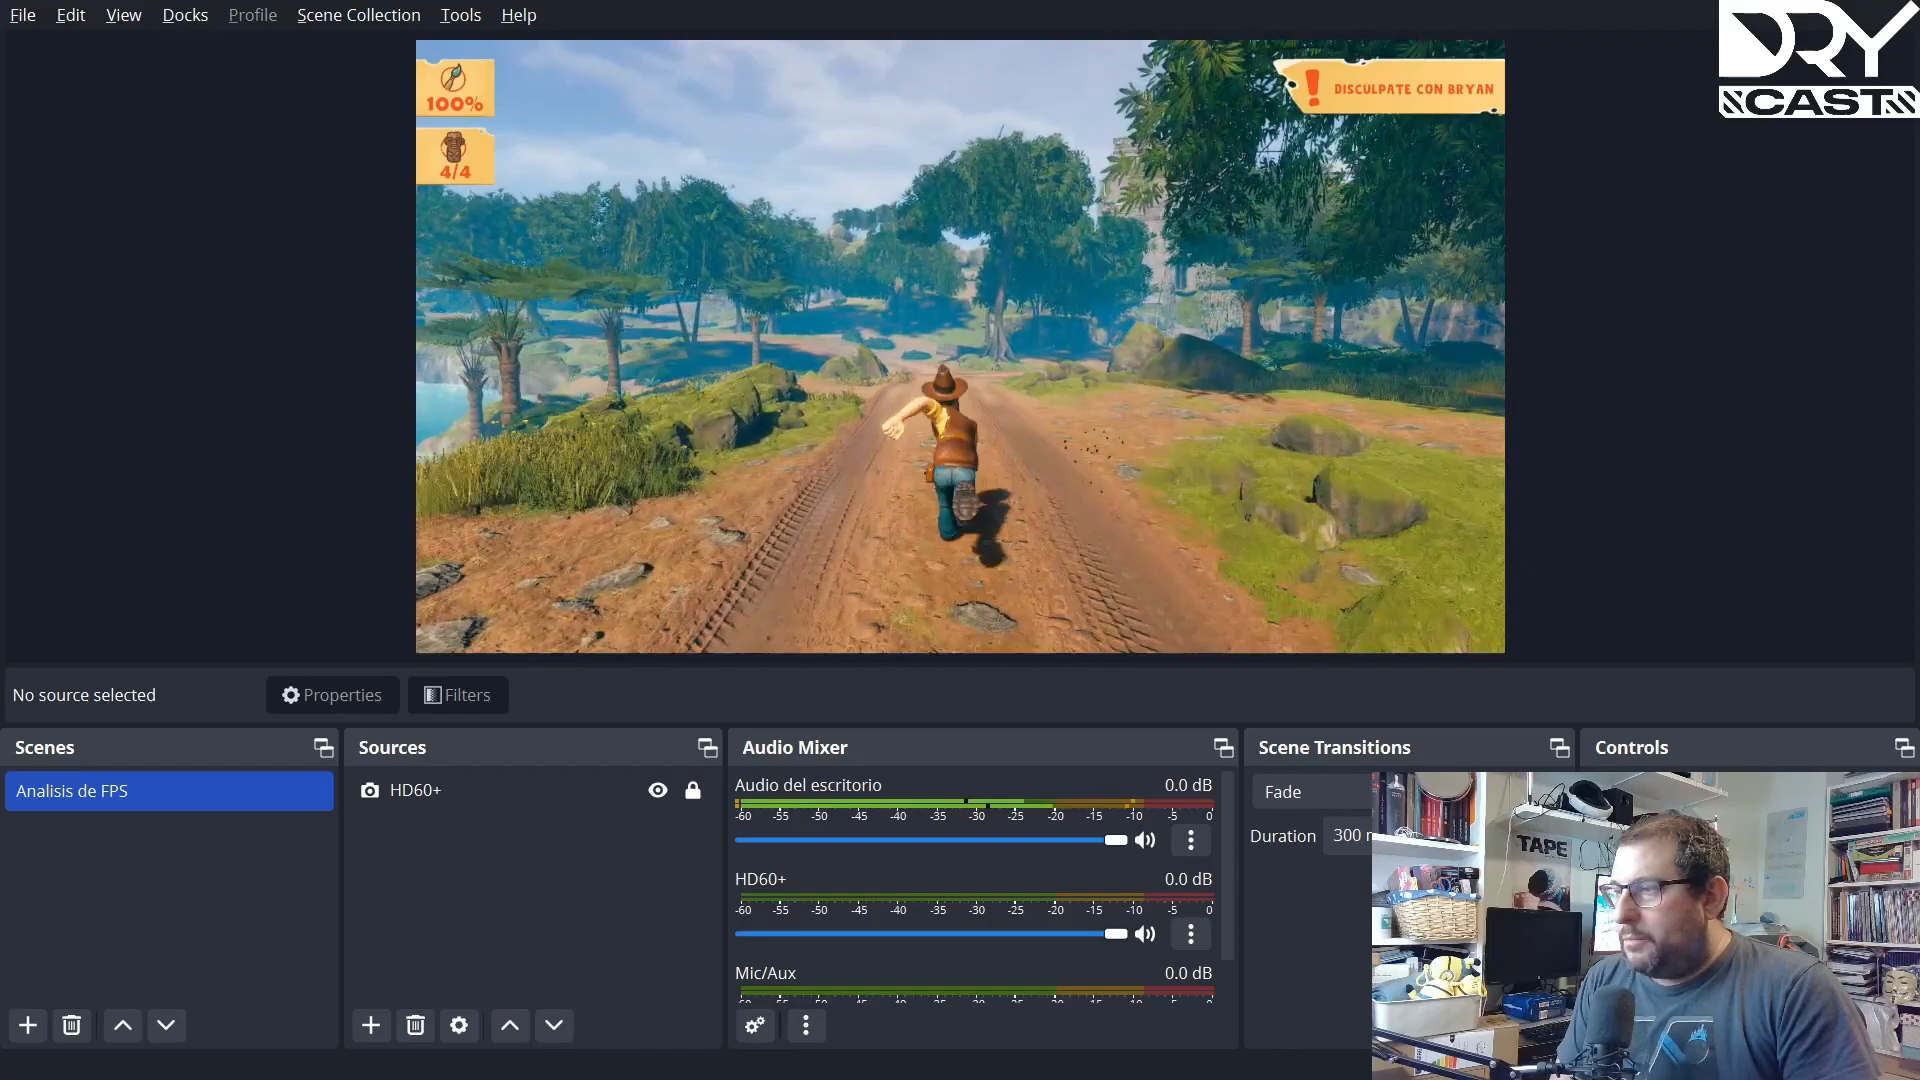 File Edit View Docks Profile Scene Collection Tools Help
DRY
CAST
100%
4/4
DISCÚLPATE CON BRYAN
No source selected
Properties
Filters
Scenes
Analisis de FPS
Sources
HD60+
Audio Mixer
Audio del escritorio 0.0 dB
-60 -55 -50 -45 -40 -35 -30 -25 -20 -15 -10 -5 0
HD60+ 0.0 dB
-60 -55 -50 -45 -40 -35 -30 -25 -20 -15 -10 -5 0
Mic/Aux 0.0 dB
Scene Transitions
Fade
Duration 300
Controls
TAPE